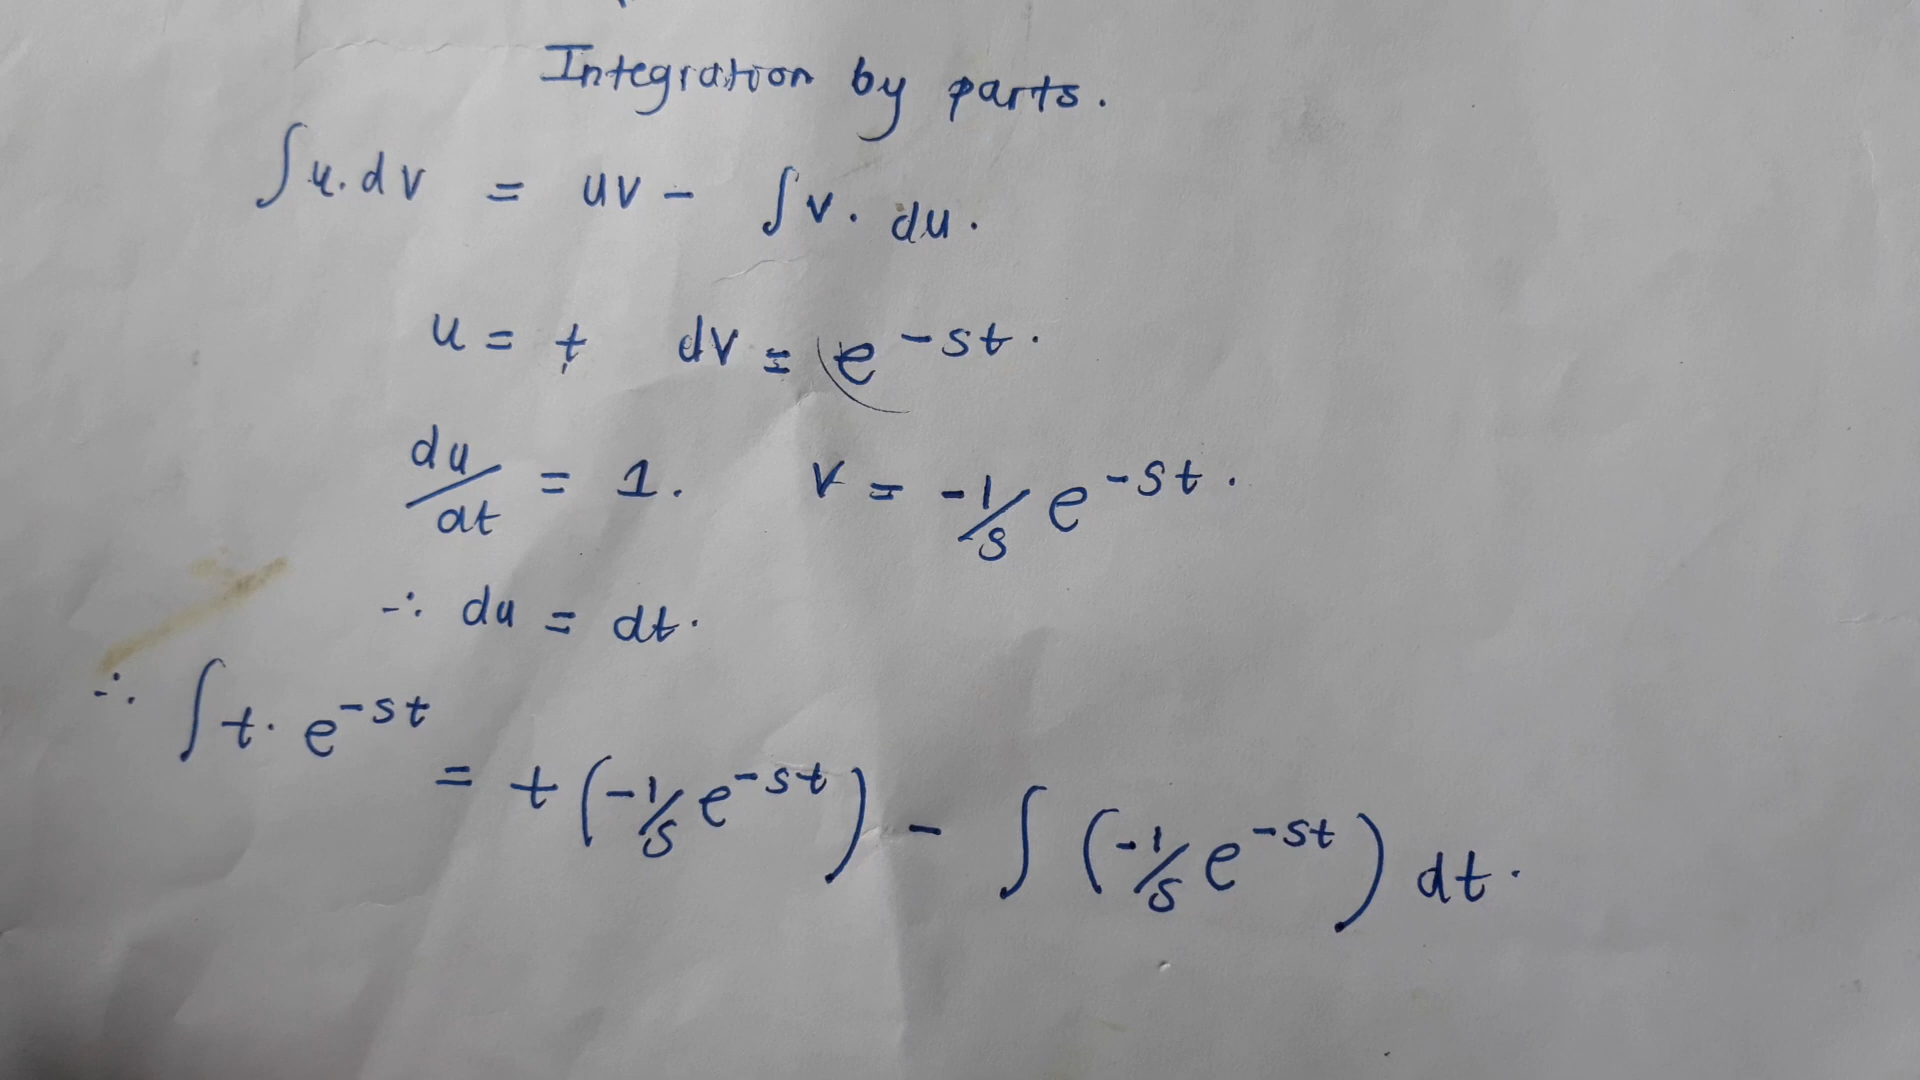 Integration by parts.
∫u.dv = uv - ∫v. du.
u = t dv = e^-st.
du/dt = 1. v = -1/s e^-st.
∴ du = dt.
∴ ∫t. e^-st
= t (-1/s e^-st) - ∫ (-1/s e^-st) dt.